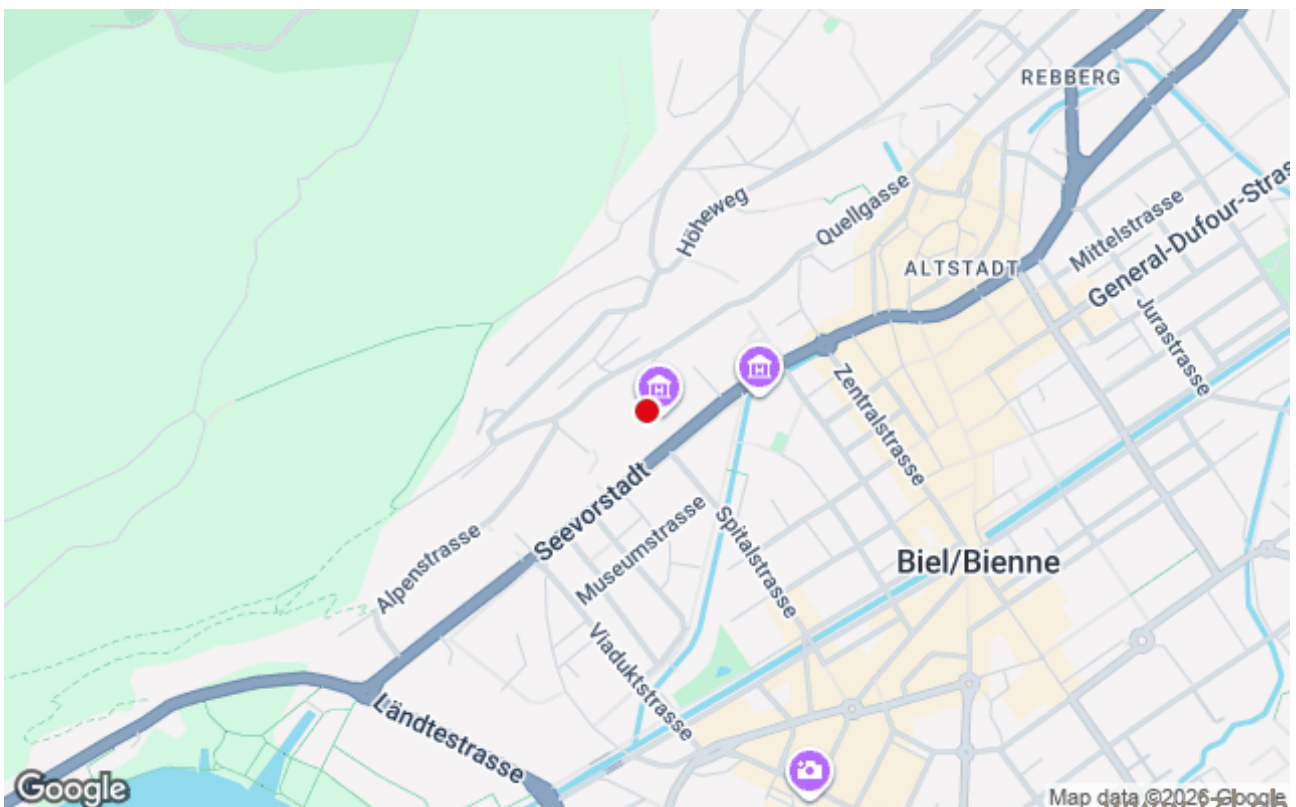 REBBERG
Höheweg
Quellgasse
Mittelstrasse
General-Dufour-Stras
ALTSTADT
Jurastrasse
Zentralstrasse
Seevorstadt
Museumstrasse
Spitalstrasse
Biel/Bienne
Alpenstrasse
Viaduktstrasse
Ländtestrasse
Google
Map data ©2026 Google